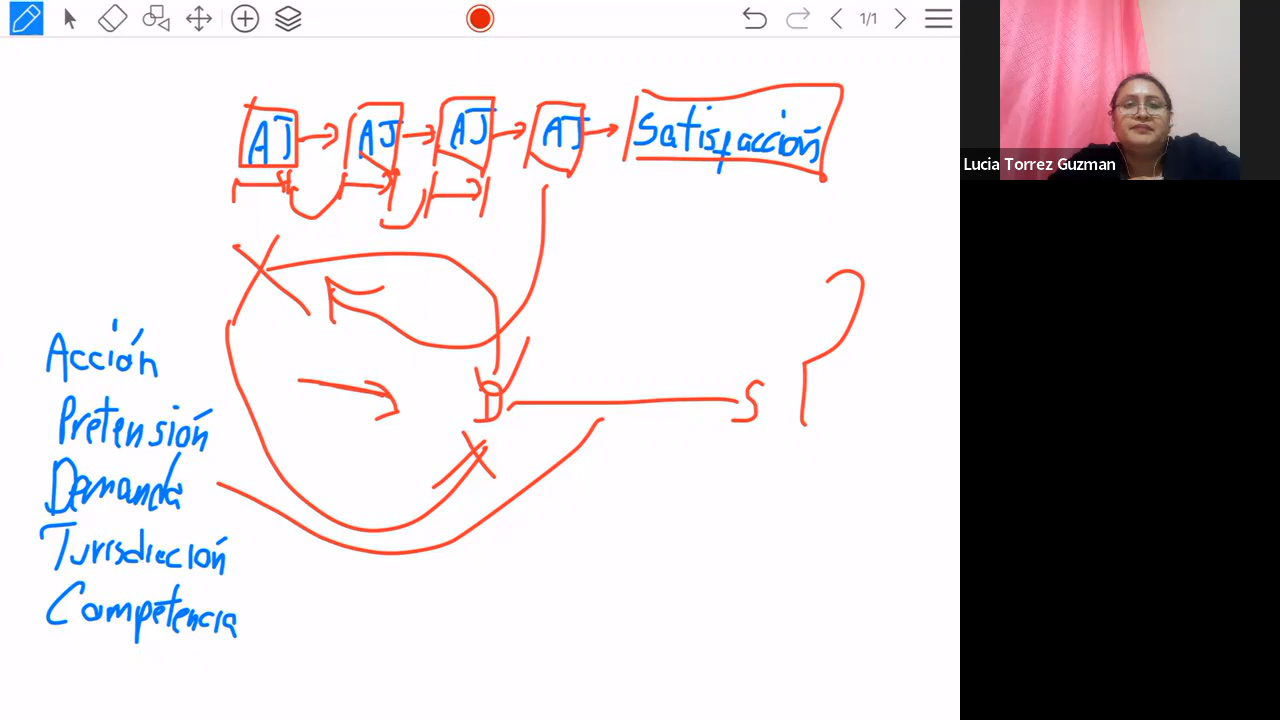 1/1
AJ AJ AJ AJ Satisfacción
Lucia Torrez Guzman
Acción
Pretensión
D S ?
Demanda
Jurisdicción
Competencia